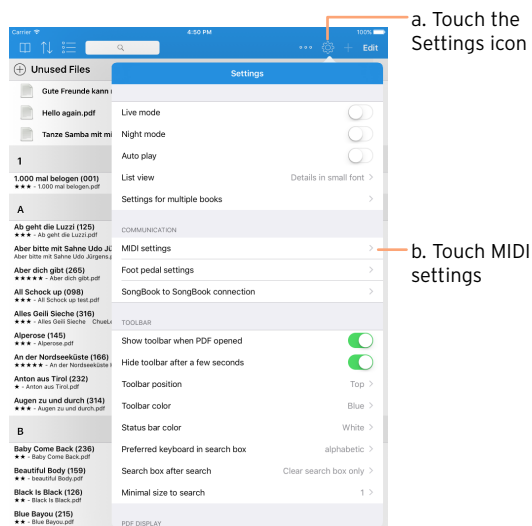 Carrier 4:50 PM 100%
Edit
a. Touch the
Settings icon
Unused Files
Gute Freunde kann
Hello again.pdf
Tanze Samba mit mi
1
1.000 mal belogen (001)
★★★ - 1.000 mal belogen.pdf
A
Ab geht die Luzzi (125)
★★★ - Ab geht die Luzzi.pdf
Aber bitte mit Sahne Udo Jü
Aber bitte mit Sahne Udo Jürgens.p
Aber dich gibt (265)
★★★★★ - Aber dich gibt.pdf
All Schock up (098)
★★★ - All Schock up test.pdf
Alles Geili Sieche (316)
★★★ - Alles Geili Sieche ChueL
Alperose (145)
★★★ - Alperose.pdf
An der Nordseeküste (166)
★★★★★ - An der Nordseeküste
Anton aus Tirol (232)
★ - Anton aus Tirol.pdf
Augen zu und durch (314)
★★★ - Augen zu und durch.pdf
B
Baby Come Back (236)
★★ - Baby Come Back.pdf
Beautiful Body (159)
★★ - beautiful Body.pdf
Black Is Black (126)
★★ - Black Is Black.pdf
Blue Bayou (215)
★★ - Blue Bayou.pdf
Settings
Live mode
Night mode
Auto play
List view Details in small font >
Settings for multiple books >
COMMUNICATION
MIDI settings >
Foot pedal settings >
SongBook to SongBook connection >
TOOLBAR
Show toolbar when PDF opened
Hide toolbar after a few seconds
Toolbar position Top >
Toolbar color Blue >
Status bar color White >
Preferred keyboard in search box alphabetic >
Search box after search Clear search box only >
Minimal size to search 1 >
PDF DISPLAY
b. Touch MIDI
settings